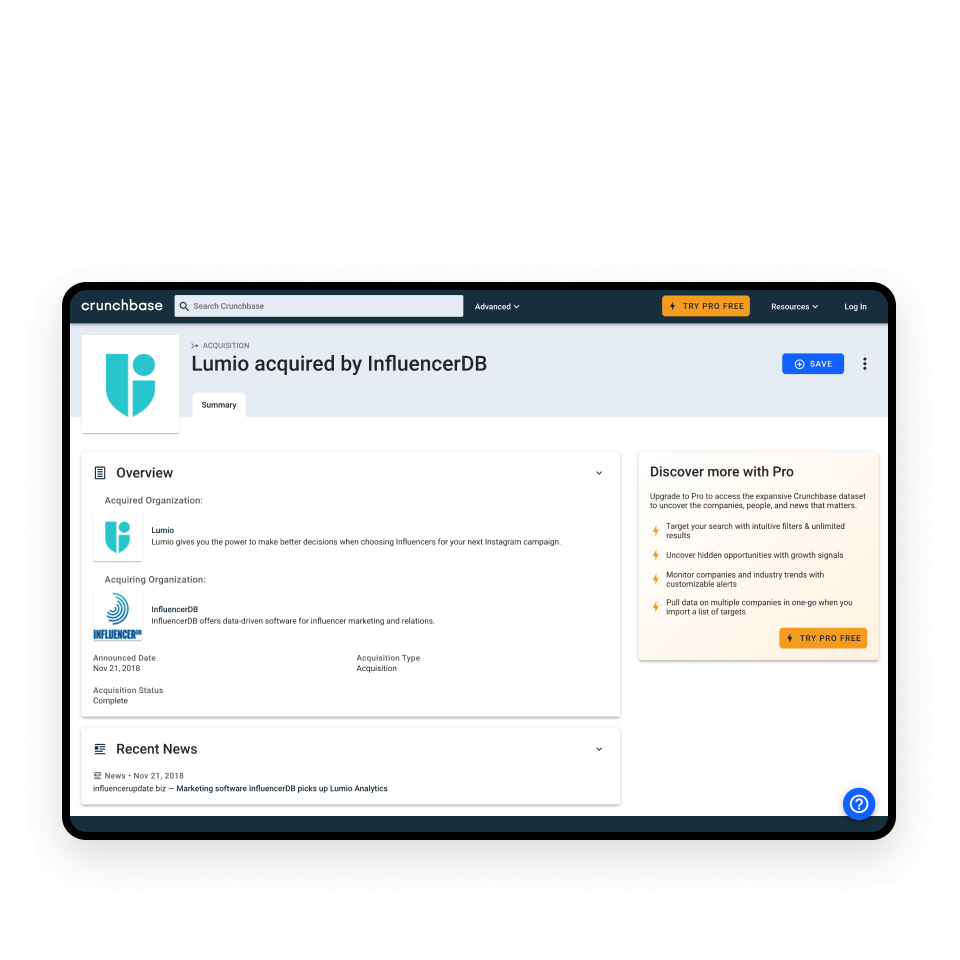 crunchbase
Search Crunchbase
Advanced
TRY PRO FREE
Resources
Log In
ACQUISITION
Lumio acquired by InfluencerDB
SAVE
Summary
Overview
Acquired Organization:
Lumio
Lumio gives you the power to make better decisions when choosing Influencers for your next Instagram campaign.
Acquiring Organization:
INFLUENCERDB
InfluencerDB
InfluencerDB offers data-driven software for influencer marketing and relations.
Announced Date
Nov 21, 2018
Acquisition Type
Acquisition
Acquisition Status
Complete
Recent News
News • Nov 21, 2018
influencerupdate.biz — Marketing software InfluencerDB picks up Lumio Analytics
Discover more with Pro
Upgrade to Pro to access the expansive Crunchbase dataset
to uncover the companies, people, and news that matters.
Target your search with intuitive filters & unlimited
results
Uncover hidden opportunities with growth signals
Monitor companies and industry trends with
customizable alerts
Pull data on multiple companies in one-go when you
import a list of targets
TRY PRO FREE